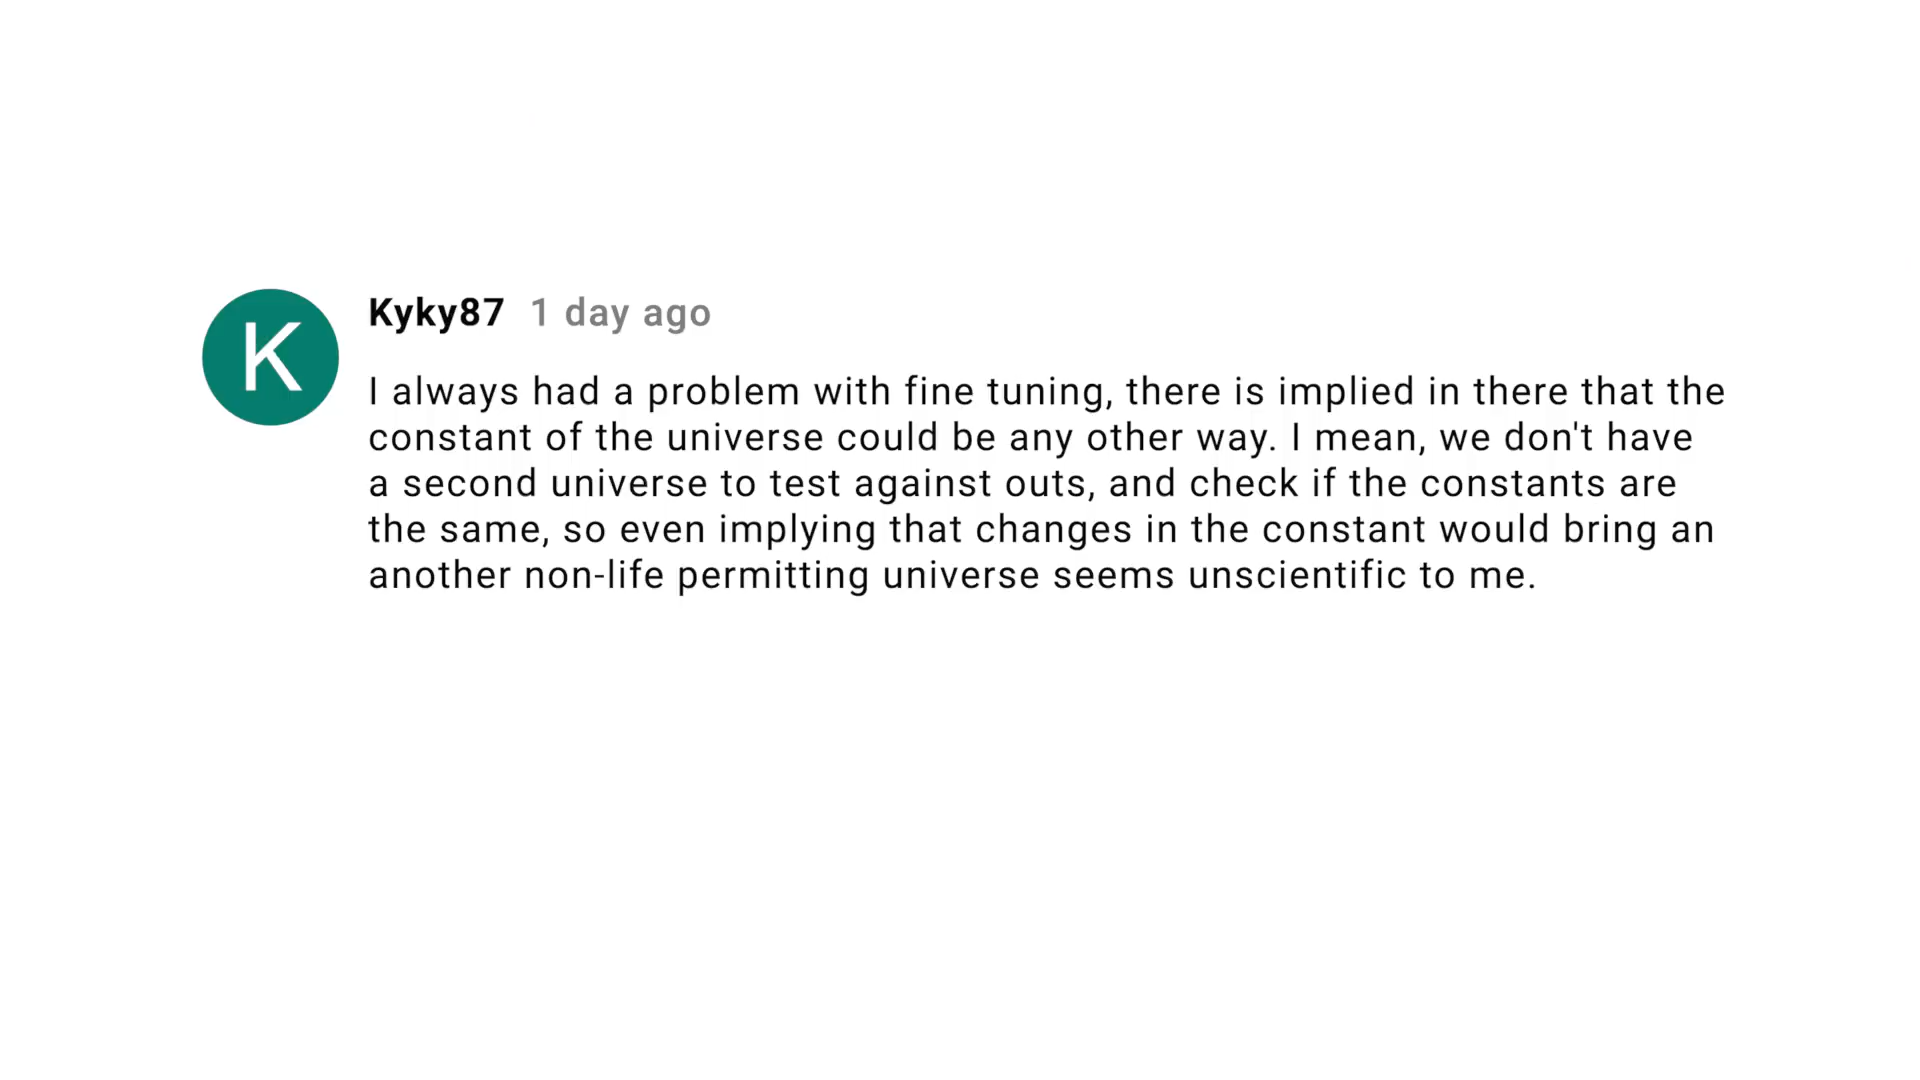 K
Kyky87 1 day ago
I always had a problem with fine tuning, there is implied in there that the
constant of the universe could be any other way. I mean, we don't have
a second universe to test against outs, and check if the constants are
the same, so even implying that changes in the constant would bring an
another non-life permitting universe seems unscientific to me.